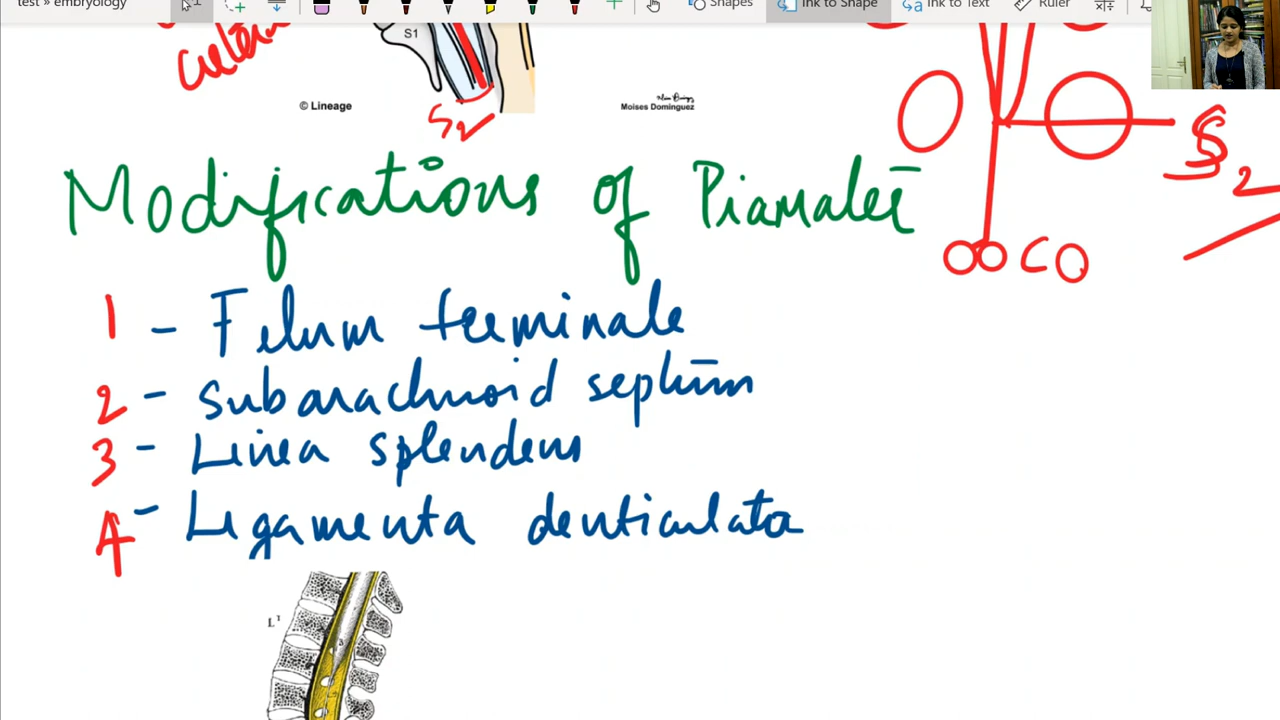 test » embryology
Shapes
Ink to Shape
Ink to Text
Ruler
S1
© Lineage
Moises Dominguez
S2
S2
CO
Modifications of Piamater
1 - Filum terminale
2 - Subarachnoid septum
3 - Linea splendens
4 - Ligamenta denticulata
L1
3